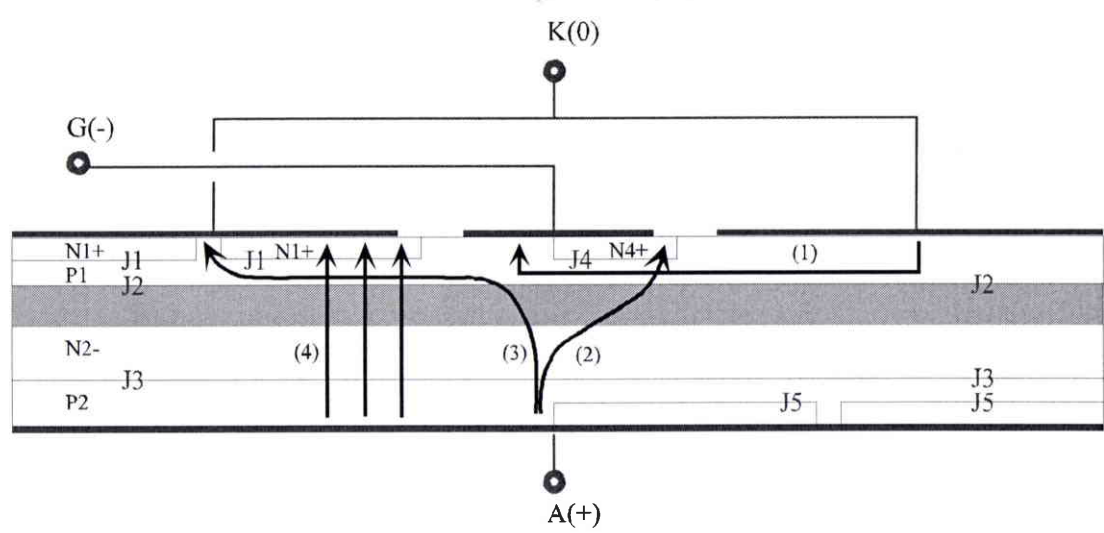 K(0)
G(-)
N1+ J1 J1 N1+ J4 N4+ (1)
P1 J2 J2
N2- (4) (3) (2)
J3 J3
P2 J5 J5
A(+)